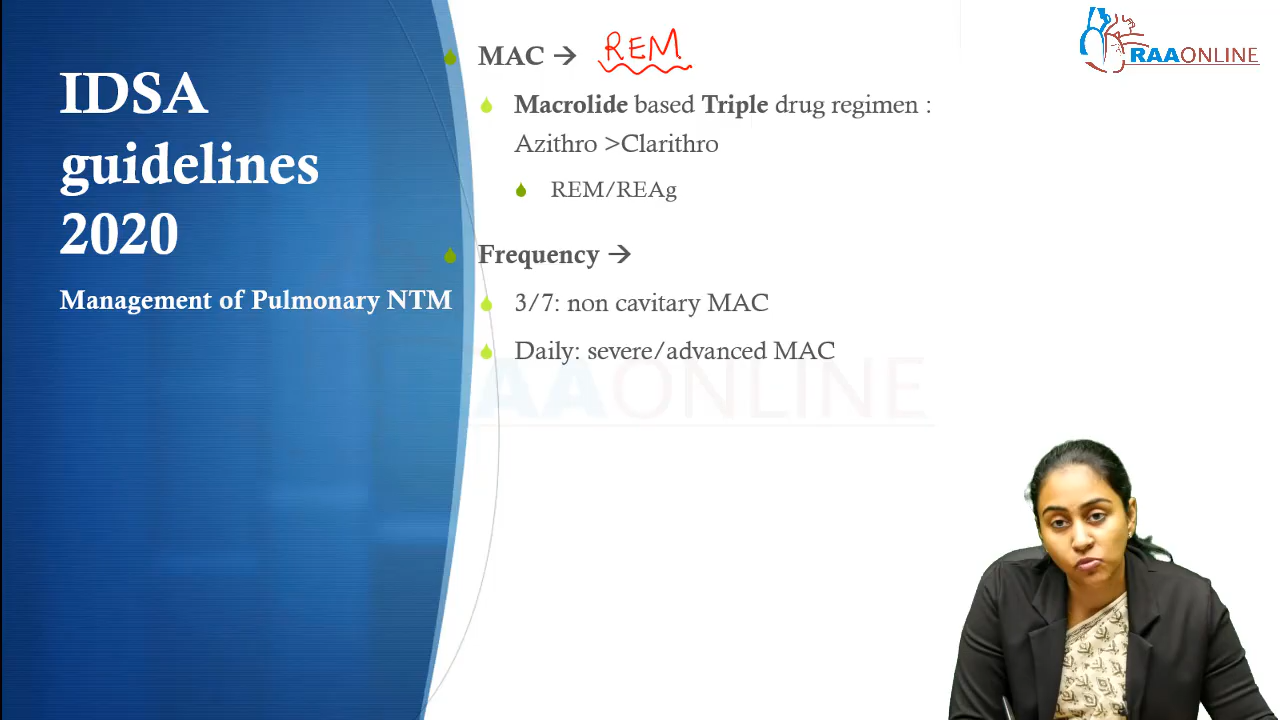 IDSA
guidelines
2020
Management of Pulmonary NTM
MAC → REM
Macrolide based Triple drug regimen :
Azithro >Clarithro
REM/REAg
Frequency →
3/7: non cavitary MAC
Daily: severe/advanced MAC
RAAONLINE
AAONLINE